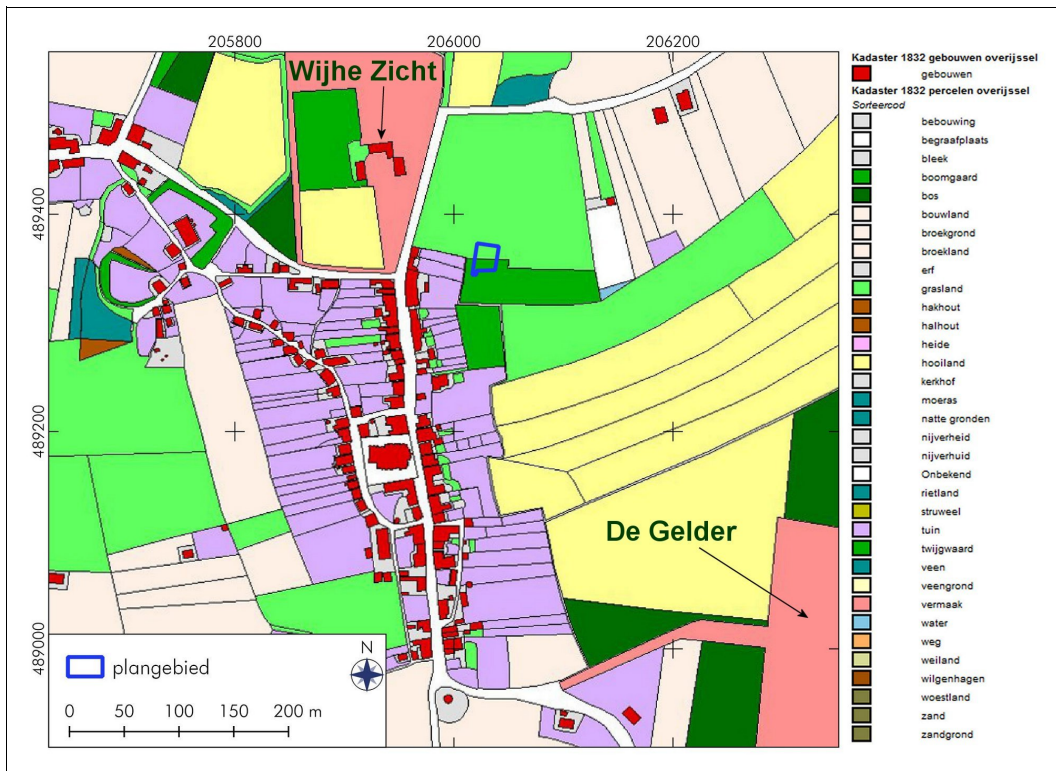 205800 206000 206200
Wijhe Zicht
489400
489200
De Gelder
489000
plangebied
N
0 50 100 150 200 m
Kadaster 1832 gebouwen overijssel
gebouwen
Kadaster 1832 percelen overijssel
Sorteercod
bebouwing
begraafplaats
bleek
boomgaard
bos
bouwland
broekgrond
broekland
erf
grasland
hakhout
halhout
heide
hooiland
kerkhof
moeras
natte gronden
nijverheid
nijverhuid
Onbekend
rietland
struweel
tuin
twijgwaard
veen
veengrond
vermaak
water
weg
weiland
wilgenhagen
woestland
zand
zandgrond